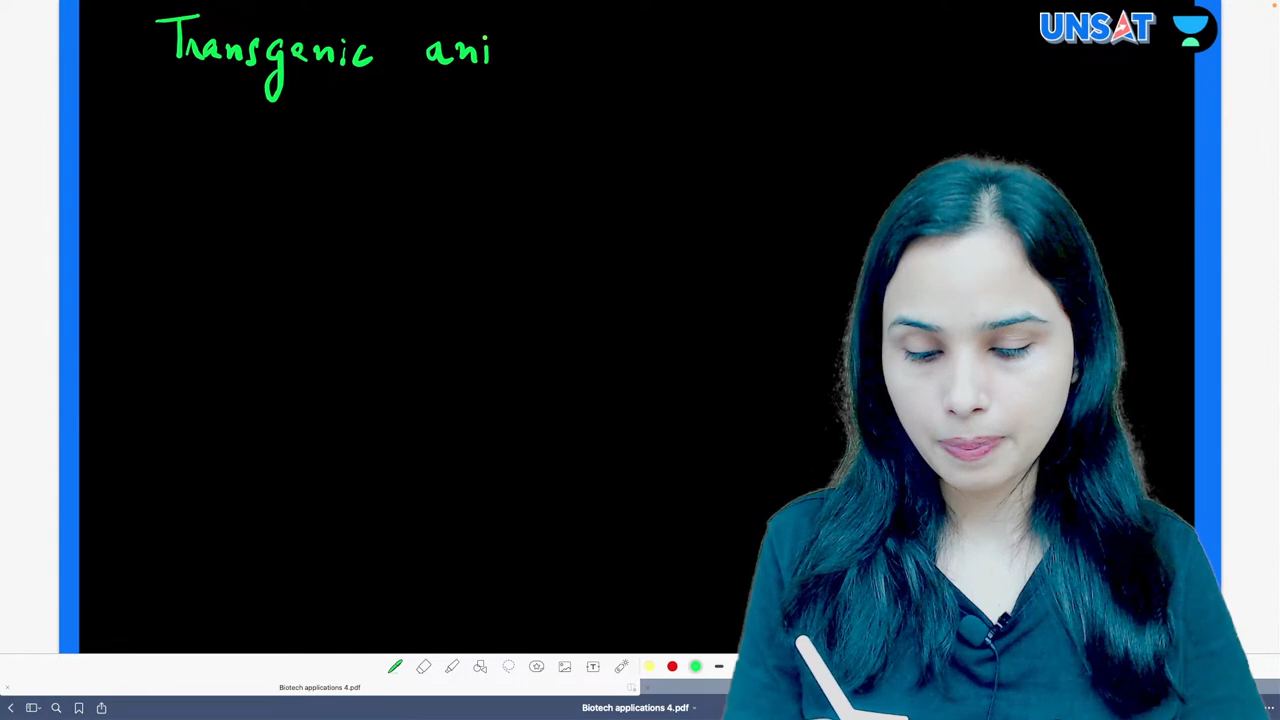 Transgenic ani
UNSAT
T
Biotech applications 4.pdf
Biotech applications 4.pdf